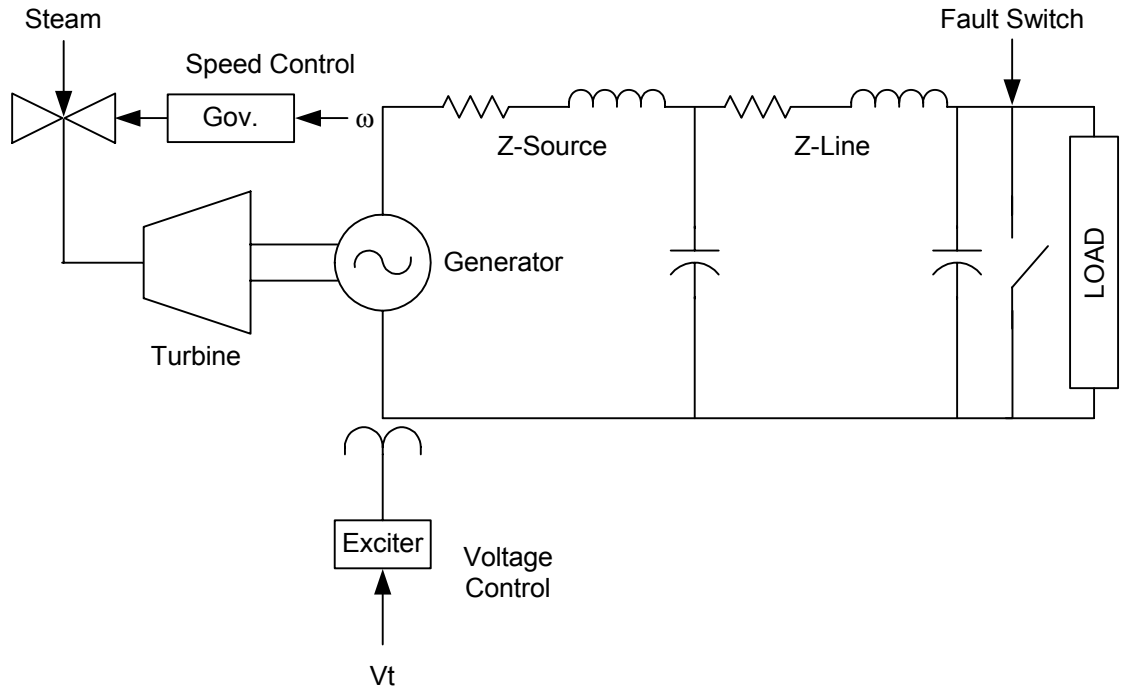 Steam
Fault Switch
Speed Control
Gov.
ω
Z-Source
Z-Line
Generator
LOAD
Turbine
Exciter
Voltage
Control
Vt